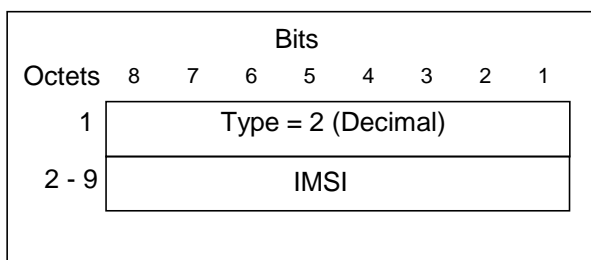 Bits
Octets 8 7 6 5 4 3 2 1
1 Type = 2 (Decimal)
2 - 9 IMSI